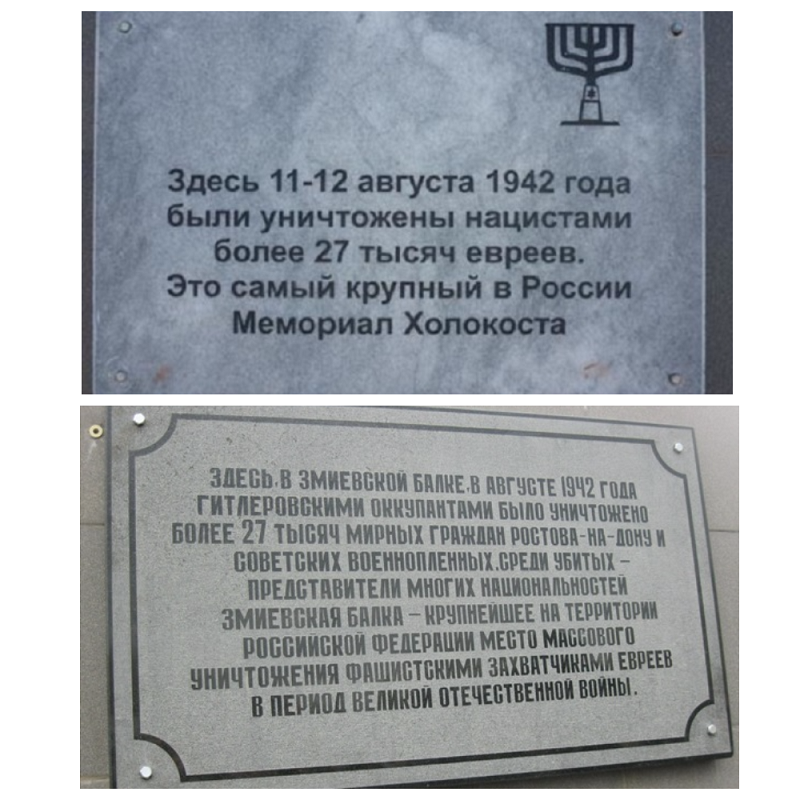 Здесь 11-12 августа 1942 года
были уничтожены нацистами
более 27 тысяч евреев.
Это самый крупный в России
Мемориал Холокоста
ЗДЕСЬ, В ЗМИЕВСКОЙ БАЛКЕ, В АВГУСТЕ 1942 ГОДА
ГИТЛЕРОВСКИМИ ОККУПАНТАМИ БЫЛО УНИЧТОЖЕНО
БОЛЕЕ 27 ТЫСЯЧ МИРНЫХ ГРАЖДАН РОСТОВА-НА-ДОНУ И
СОВЕТСКИХ ВОЕННОПЛЕННЫХ. СРЕДИ УБИТЫХ –
ПРЕДСТАВИТЕЛИ МНОГИХ НАЦИОНАЛЬНОСТЕЙ
ЗМИЕВСКАЯ БАЛКА – КРУПНЕЙШЕЕ НА ТЕРРИТОРИИ
РОССИЙСКОЙ ФЕДЕРАЦИИ МЕСТО МАССОВОГО
УНИЧТОЖЕНИЯ ФАШИСТСКИМИ ЗАХВАТЧИКАМИ ЕВРЕЕВ
В ПЕРИОД ВЕЛИКОЙ ОТЕЧЕСТВЕННОЙ ВОЙНЫ.